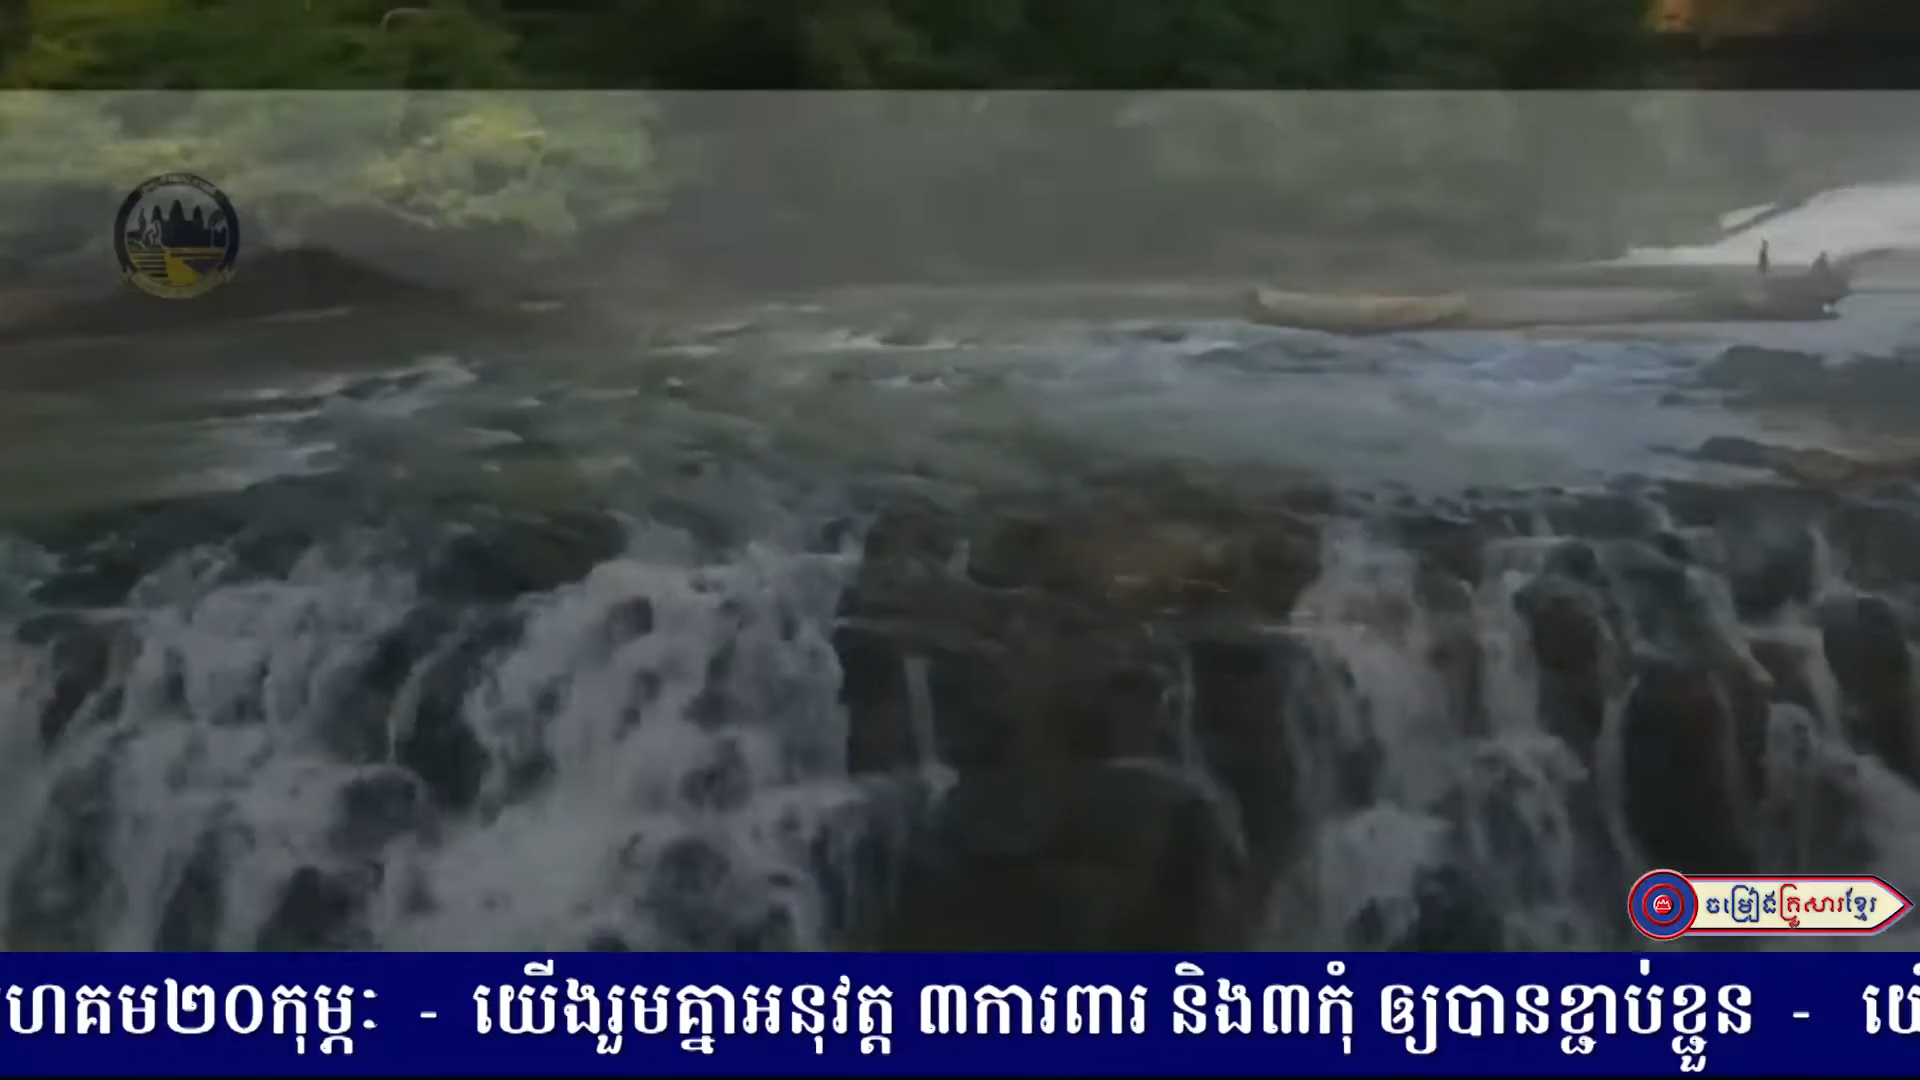 ចម្រៀងគ្រួសារខ្មែរ
ហគម២០កុម្ភៈ - យើងរួមគ្នាអនុវត្ត ៣ការពារ និង៣កុំ ឲ្យបានខ្ជាប់ខ្ជួន -